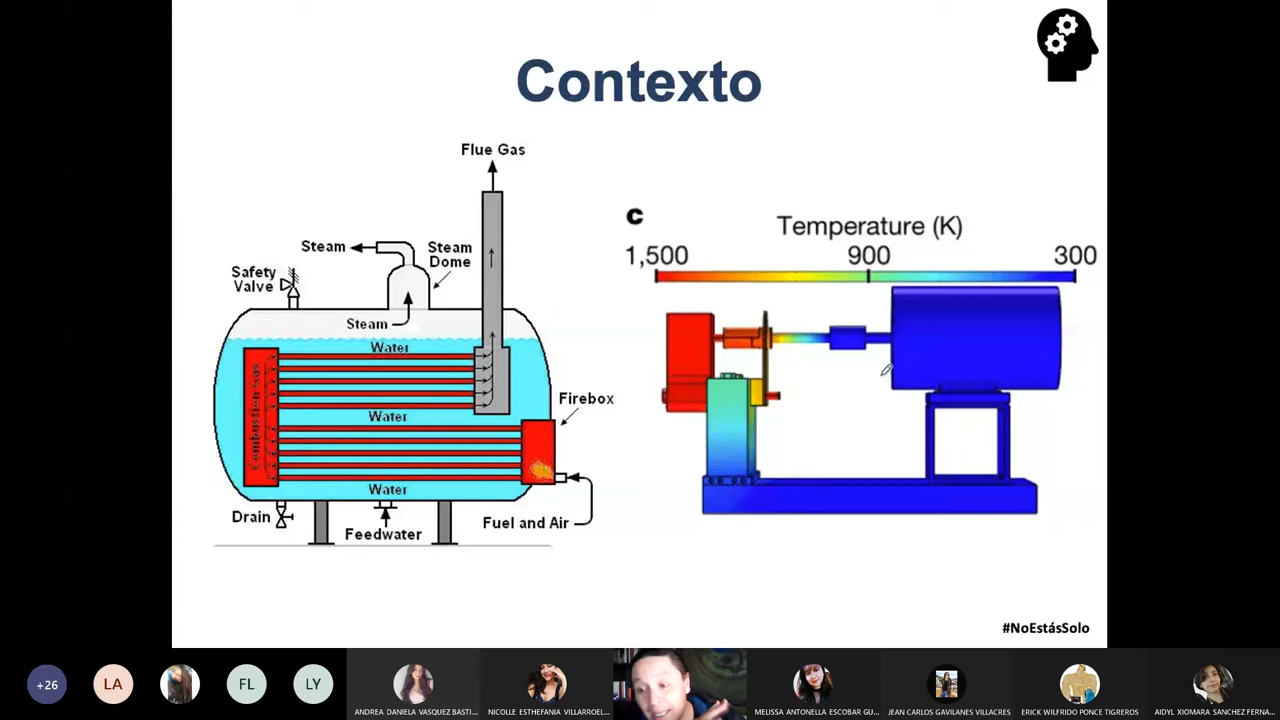 Contexto
Flue Gas
Steam
Steam
Dome
Safety
Valve
Steam
Water
Combustion Gas
Water
Firebox
Water
Drain
Feedwater
Fuel and Air
c
Temperature (K)
1,500
900
300
#NoEstásSolo
+26
LA
FL
LY
ANDREA DANIELA VASQUEZ BASTI...
NICOLLE ESTHEFANIA VILLARROEL...
MELISSA ANTONELLA ESCOBAR GU...
JEAN CARLOS GAVILANES VILLACRES
ERICK WILFRIDO PONCE TIGREROS
AIDYL XIOMARA SANCHEZ FERNA...